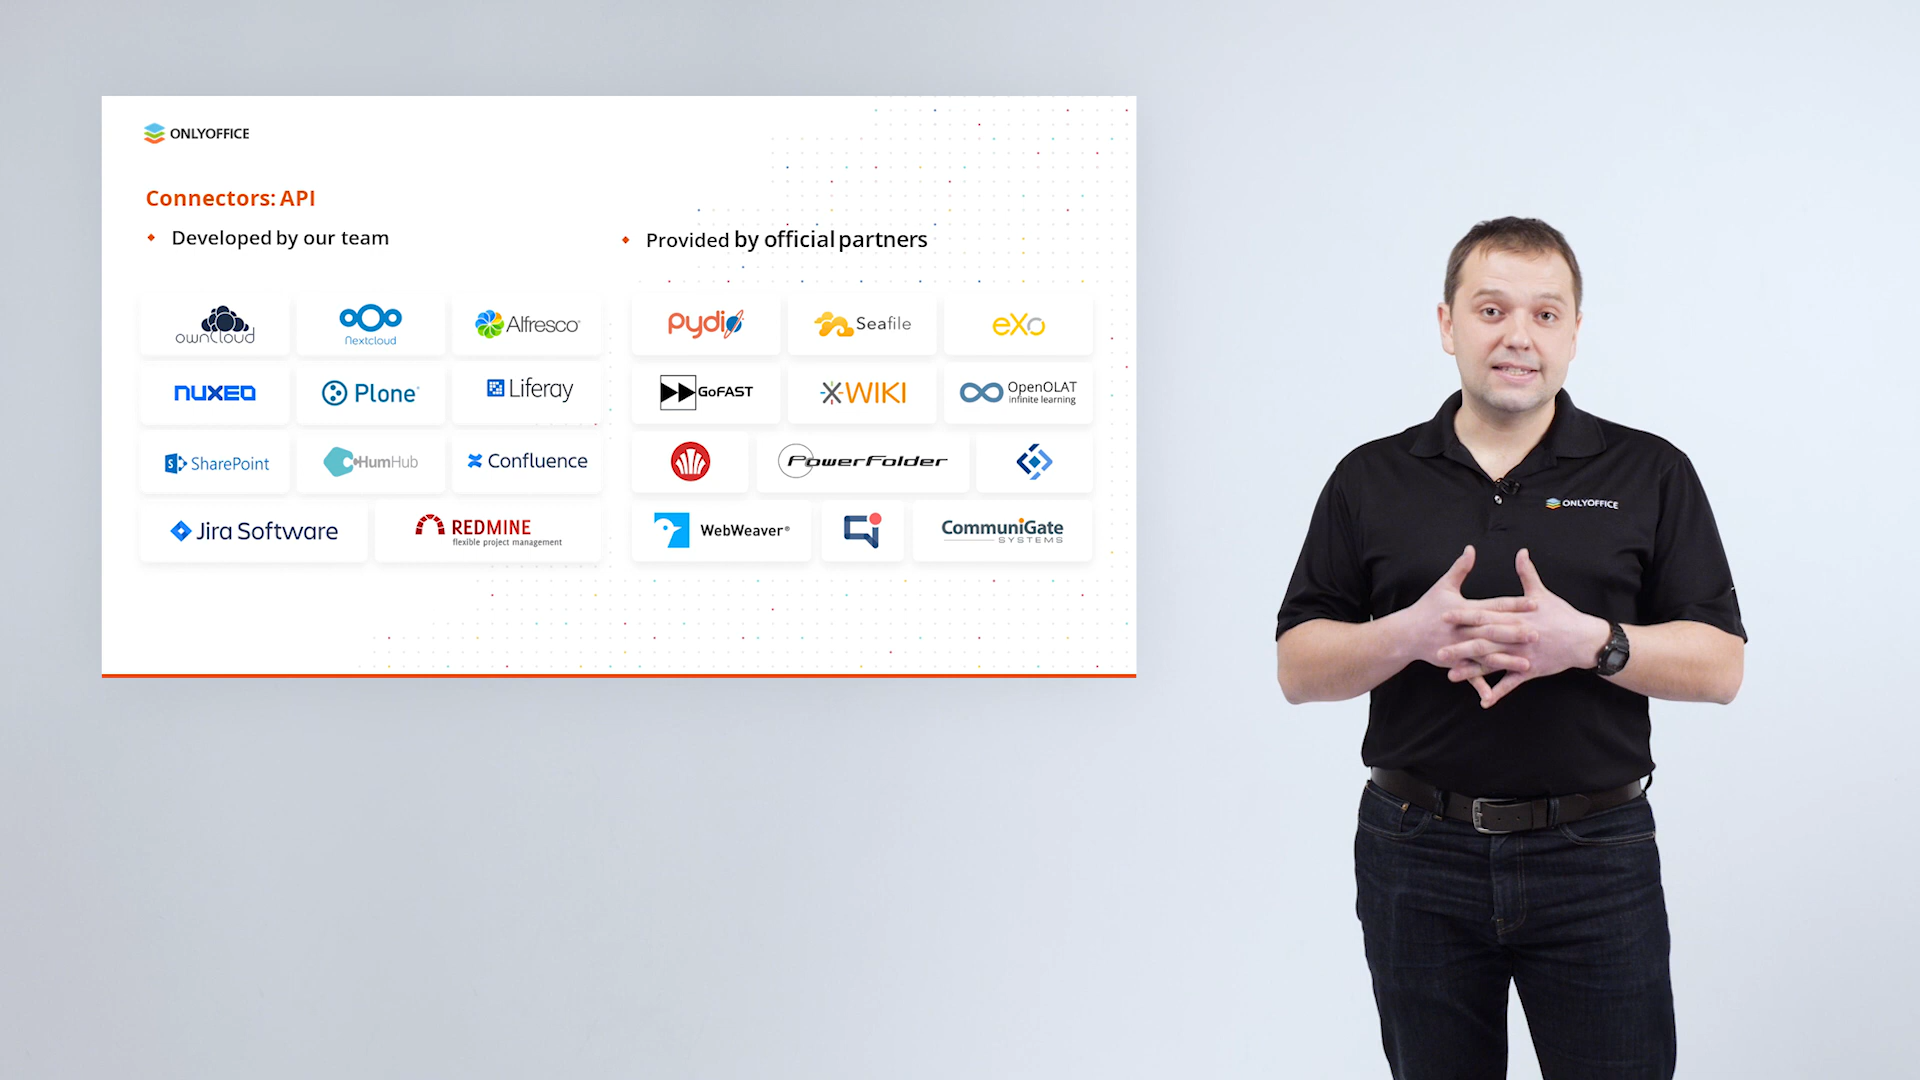 ONLYOFFICE
Connectors: API
Developed by our team
ownCloud
Nextcloud
Alfresco
nuxeo
Plone
Liferay
S SharePoint
HumHub
Confluence
Jira Software
REDMINE
flexible project management
Provided by official partners
pydio
Seafile
eXo
GoFAST
XWIKI
OpenOLAT
infinite learning
PowerFolder
WebWeaver®
CommuniGate
SYSTEMS
ONLYOFFICE